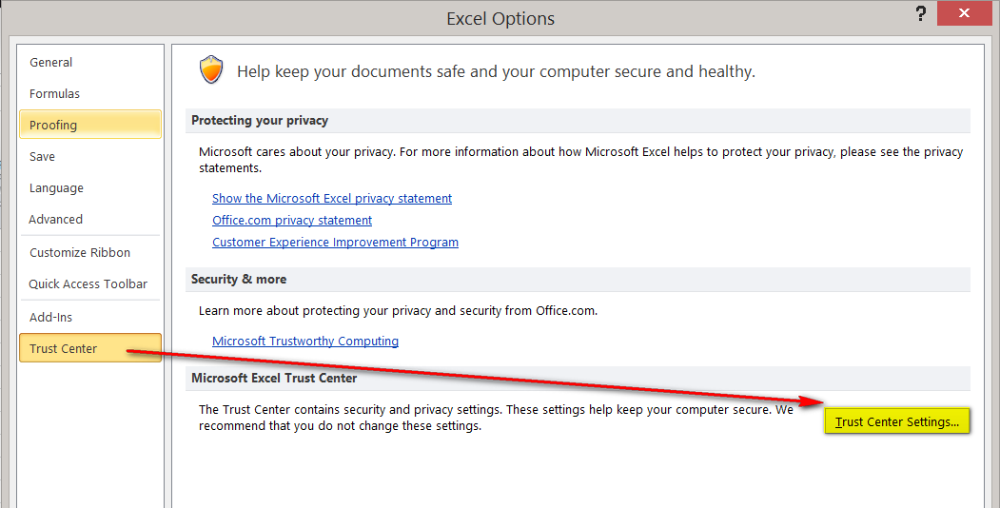 Excel Options
?
General
Formulas
Proofing
Save
Language
Advanced
Customize Ribbon
Quick Access Toolbar
Add-Ins
Trust Center
Help keep your documents safe and your computer secure and healthy.
Protecting your privacy
Microsoft cares about your privacy. For more information about how Microsoft Excel helps to protect your privacy, please see the privacy
statements.
Show the Microsoft Excel privacy statement
Office.com privacy statement
Customer Experience Improvement Program
Security & more
Learn more about protecting your privacy and security from Office.com.
Microsoft Trustworthy Computing
Microsoft Excel Trust Center
The Trust Center contains security and privacy settings. These settings help keep your computer secure. We
recommend that you do not change these settings.
Trust Center Settings...